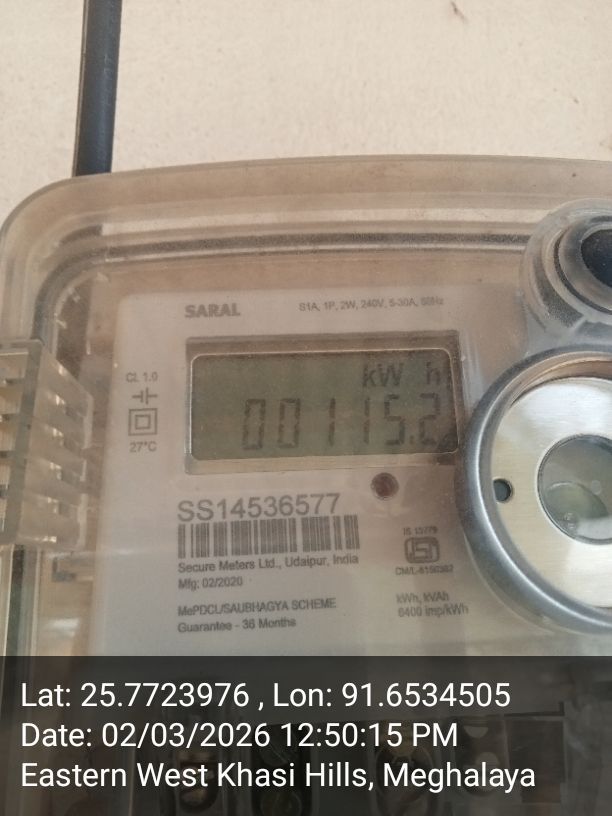 SARAL
S1A, 1P, 2W, 240V, 5-30A, 50Hz
CL 1.0
27°C
kW h
00115.2
SS14536577
Secure Meters Ltd., Udaipur, India
Mfg: 02/2020
MePDCL/SAUBHAGYA SCHEME
Guarantee - 36 Months
IS 13779
kWh, kVAh
6400 imp/kWh
Lat: 25.7723976 , Lon: 91.6534505
Date: 02/03/2026 12:50:15 PM
Eastern West Khasi Hills, Meghalaya